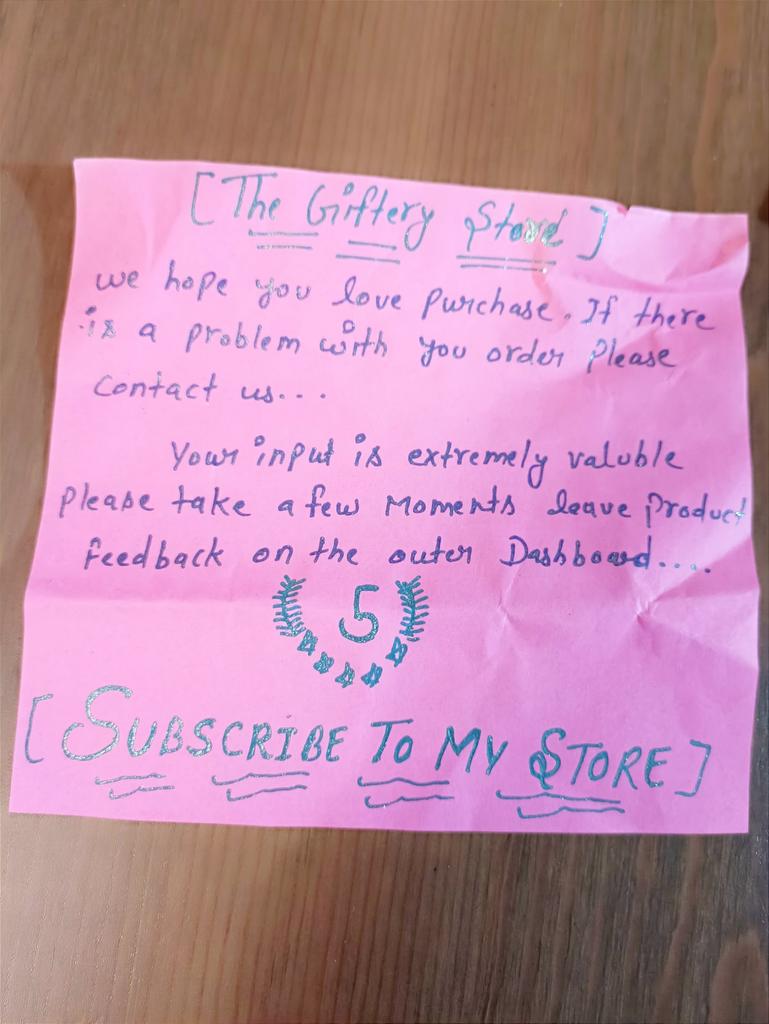 [The Giftery Store]
we hope you love purchase. If there
is a problem with you order please
contact us...
Your input is extremely valuble
please take a few Moments leave product
feedback on the outer Dashboard....
5
[SUBSCRIBE TO MY STORE]